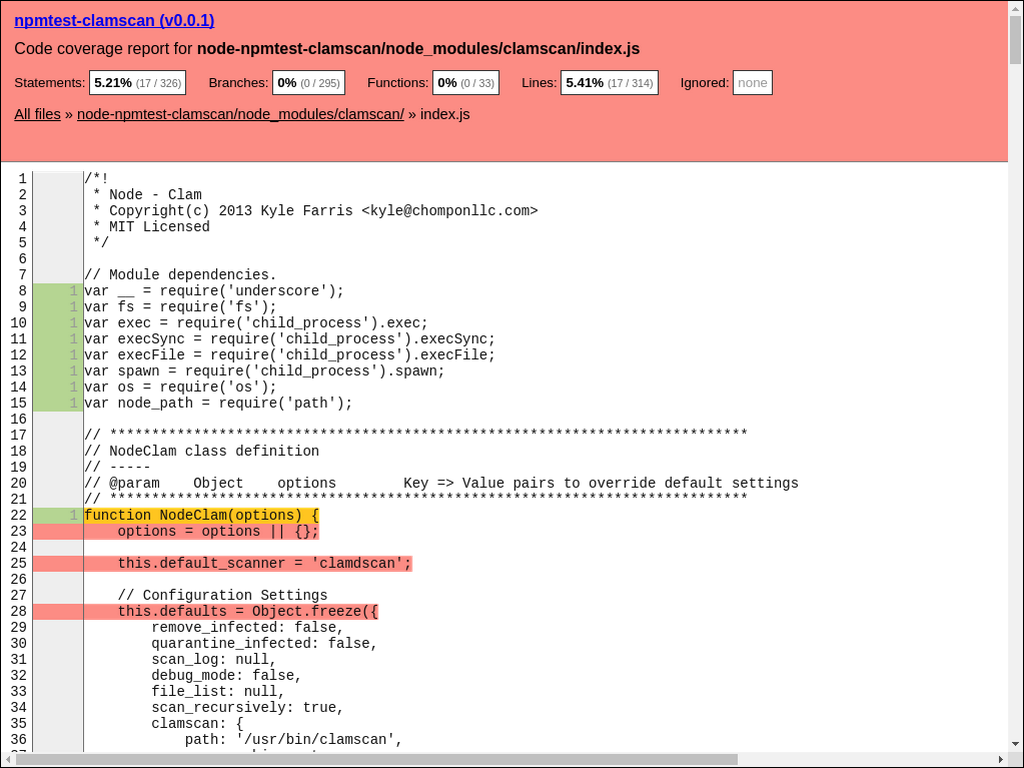 npmtest-clamscan (v0.0.1)
Code coverage report for node-npmtest-clamscan/node_modules/clamscan/index.js
Statements: 5.21% (17 / 326) Branches: 0% (0 / 295) Functions: 0% (0 / 33) Lines: 5.41% (17 / 314) Ignored: none
All files » node-npmtest-clamscan/node_modules/clamscan/ » index.js
1 /*!
2  * Node - Clam
3  * Copyright(c) 2013 Kyle Farris <kyle@chomponllc.com>
4  * MIT Licensed
5  */
6
7 // Module dependencies.
8 1 var __ = require('underscore');
9 1 var fs = require('fs');
10 1 var exec = require('child_process').exec;
11 1 var execSync = require('child_process').execSync;
12 1 var execFile = require('child_process').execFile;
13 1 var spawn = require('child_process').spawn;
14 1 var os = require('os');
15 1 var node_path = require('path');
16
17 // ****************************************************************************
18 // NodeClam class definition
19 // -----
20 // @param    Object    options        Key => Value pairs to override default settings
21 // ****************************************************************************
22 1 function NodeClam(options) {
23     options = options || {};
24
25     this.default_scanner = 'clamdscan';
26
27     // Configuration Settings
28     this.defaults = Object.freeze({
29         remove_infected: false,
30         quarantine_infected: false,
31         scan_log: null,
32         debug_mode: false,
33         file_list: null,
34         scan_recursively: true,
35         clamscan: {
36             path: '/usr/bin/clamscan',